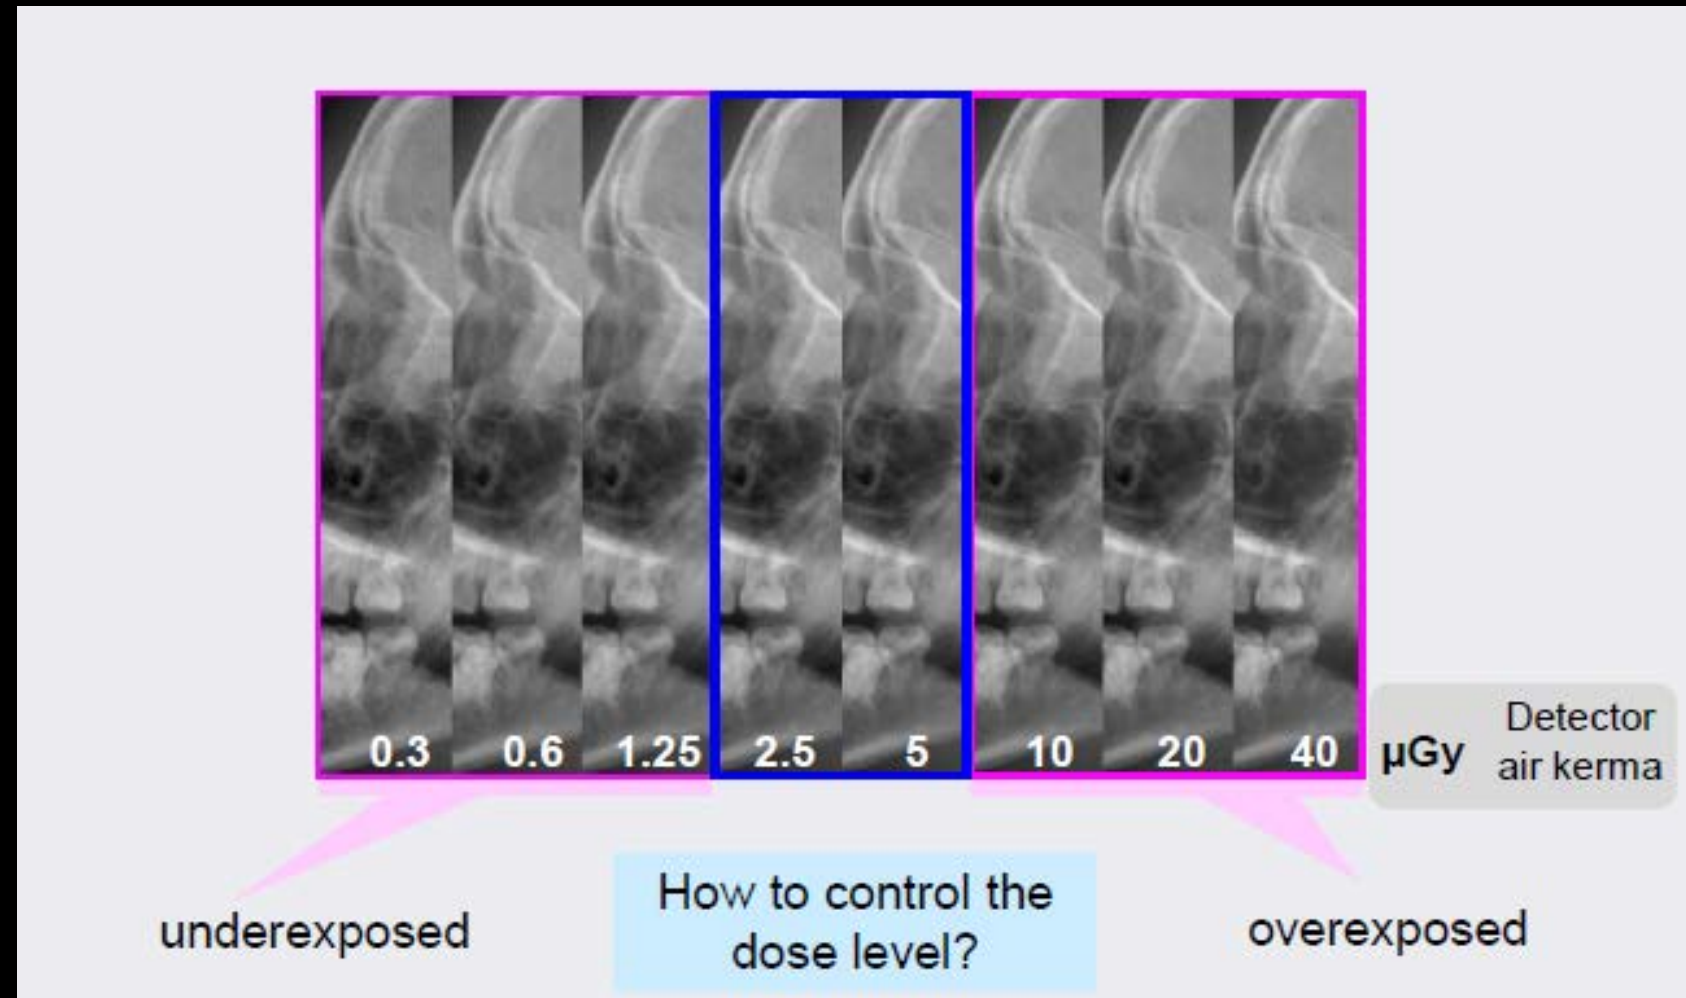 0.3 0.6 1.25 2.5 5 10 20 40 µGy
Detector
air kerma
underexposed
How to control the
dose level?
overexposed